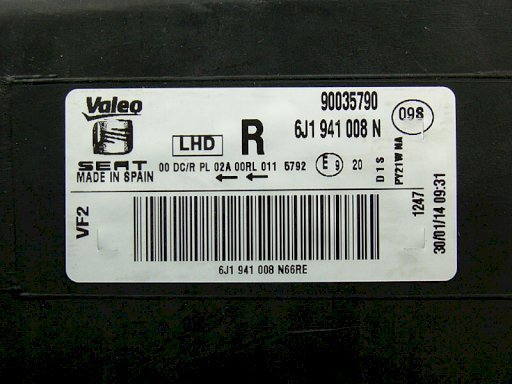 Valeo
90035790
098
LHD
R
6J1 941 008 N
SEAT
00 DC/R PL 02A 00RL 011 5792
E 9 20
D1S
PY21W NA
MADE IN SPAIN
VF2
1247
30/01/14 09:31
6J1 941 008 N66RE